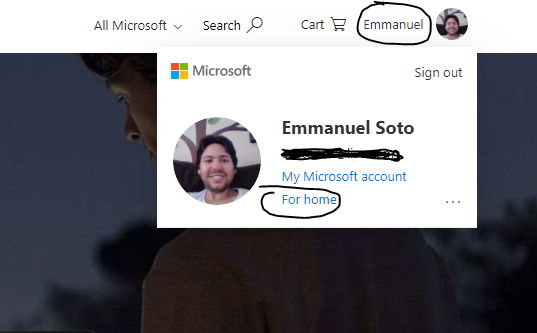 All Microsoft Search Cart Emmanuel
Microsoft Sign out
Emmanuel Soto
My Microsoft account
For home